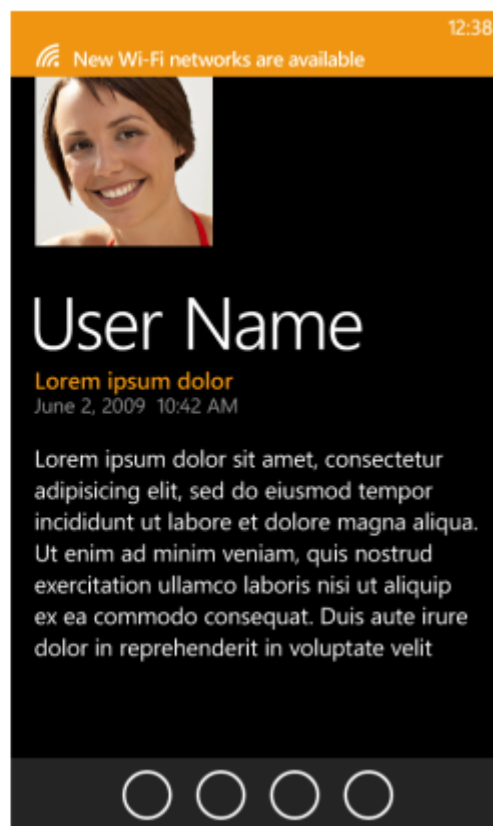 12:38
New Wi-Fi networks are available
User Name
Lorem ipsum dolor
June 2, 2009 10:42 AM
Lorem ipsum dolor sit amet, consectetur
adipisicing elit, sed do eiusmod tempor
incididunt ut labore et dolore magna aliqua.
Ut enim ad minim veniam, quis nostrud
exercitation ullamco laboris nisi ut aliquip
ex ea commodo consequat. Duis aute irure
dolor in reprehenderit in voluptate velit